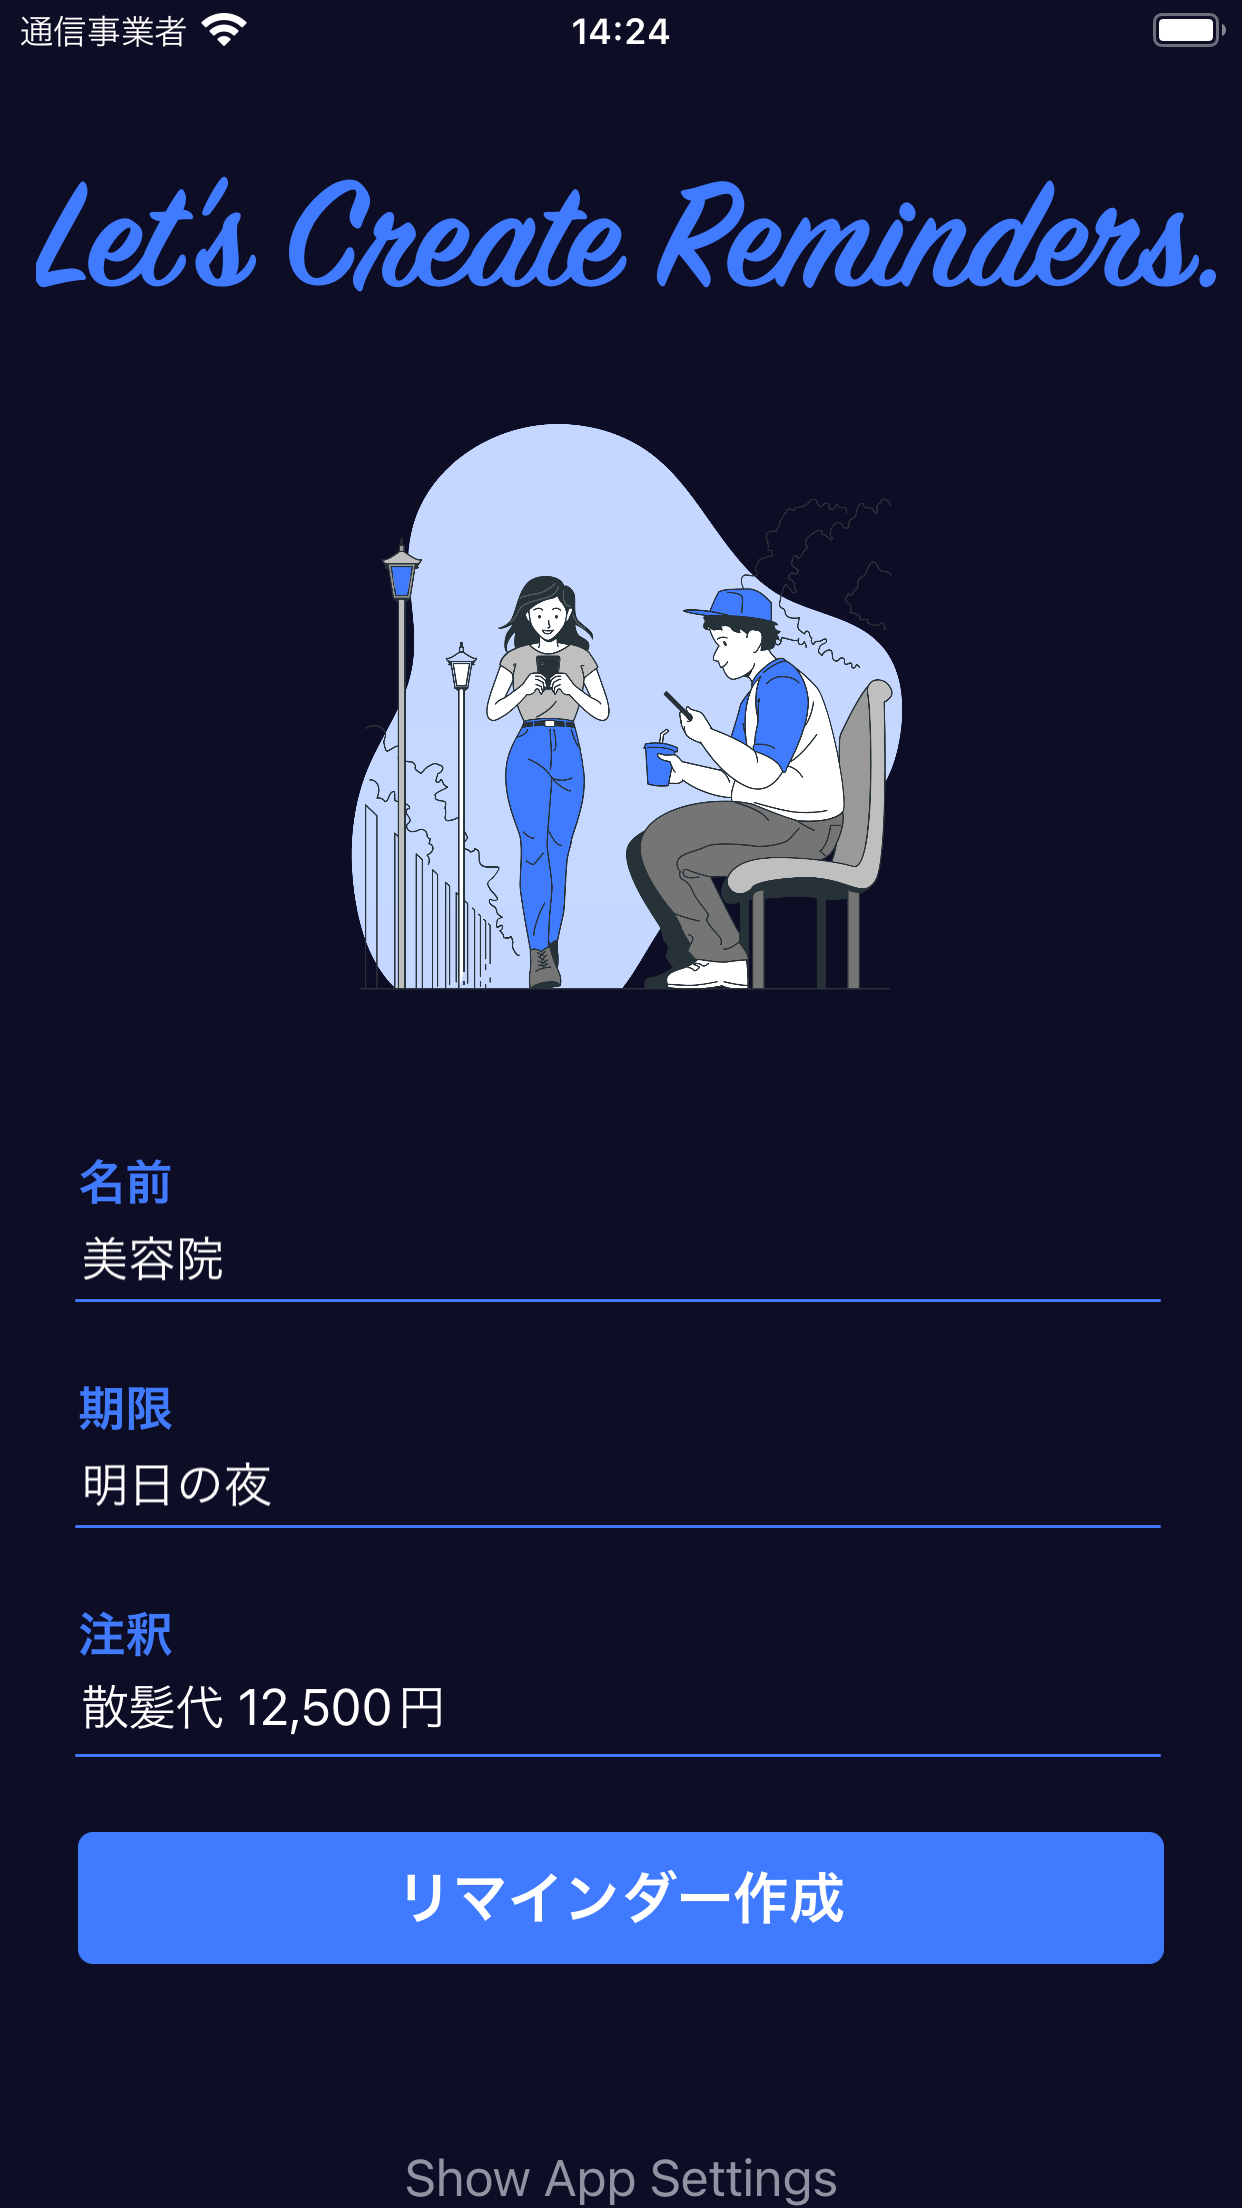 通信事業者 14:24
Let's Create Reminders.
名前
美容院
期限
明日の夜
注釈
散髪代 12,500円
リマインダー作成
Show App Settings